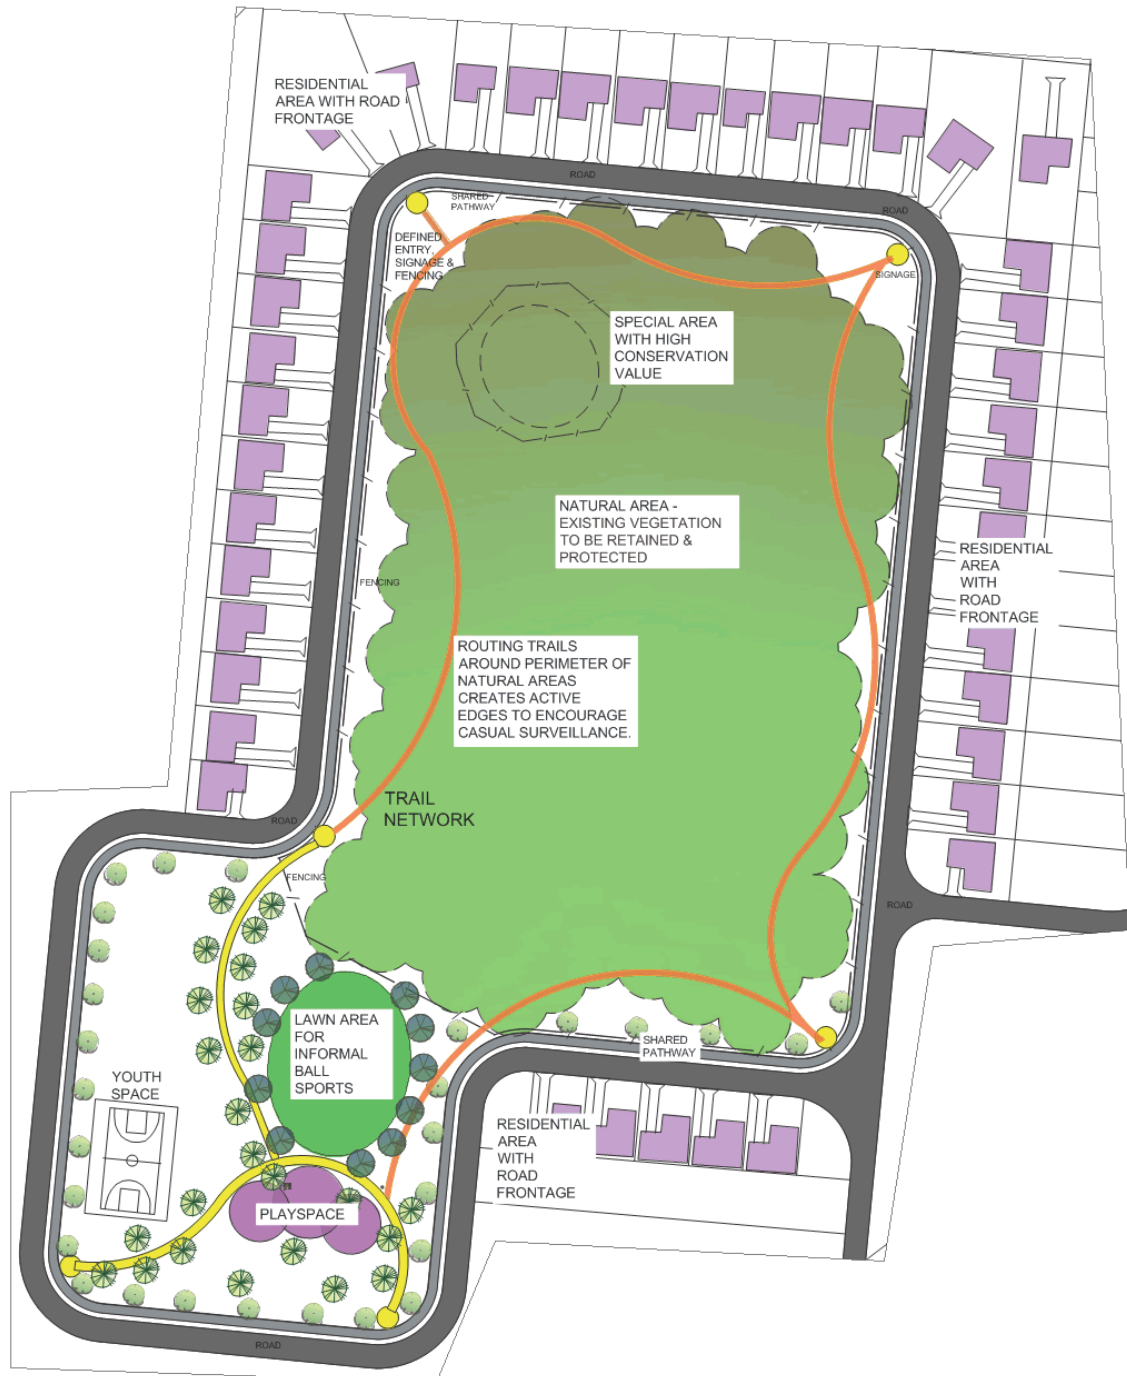 RESIDENTIAL
AREA WITH ROAD
FRONTAGE
ROAD
SHARED
PATHWAY
ROAD
DEFINED
ENTRY,
SIGNAGE &
FENCING
SIGNAGE
SPECIAL AREA
WITH HIGH
CONSERVATION
VALUE
NATURAL AREA -
EXISTING VEGETATION
TO BE RETAINED &
PROTECTED
RESIDENTIAL
AREA
WITH
ROAD
FRONTAGE
FENCING
ROUTING TRAILS
AROUND PERIMETER OF
NATURAL AREAS
CREATES ACTIVE
EDGES TO ENCOURAGE
CASUAL SURVEILLANCE.
TRAIL
NETWORK
ROAD
FENCING
ROAD
LAWN AREA
FOR
INFORMAL
BALL
SPORTS
SHARED
PATHWAY
YOUTH
SPACE
RESIDENTIAL
AREA
WITH
ROAD
FRONTAGE
PLAYSPACE
ROAD